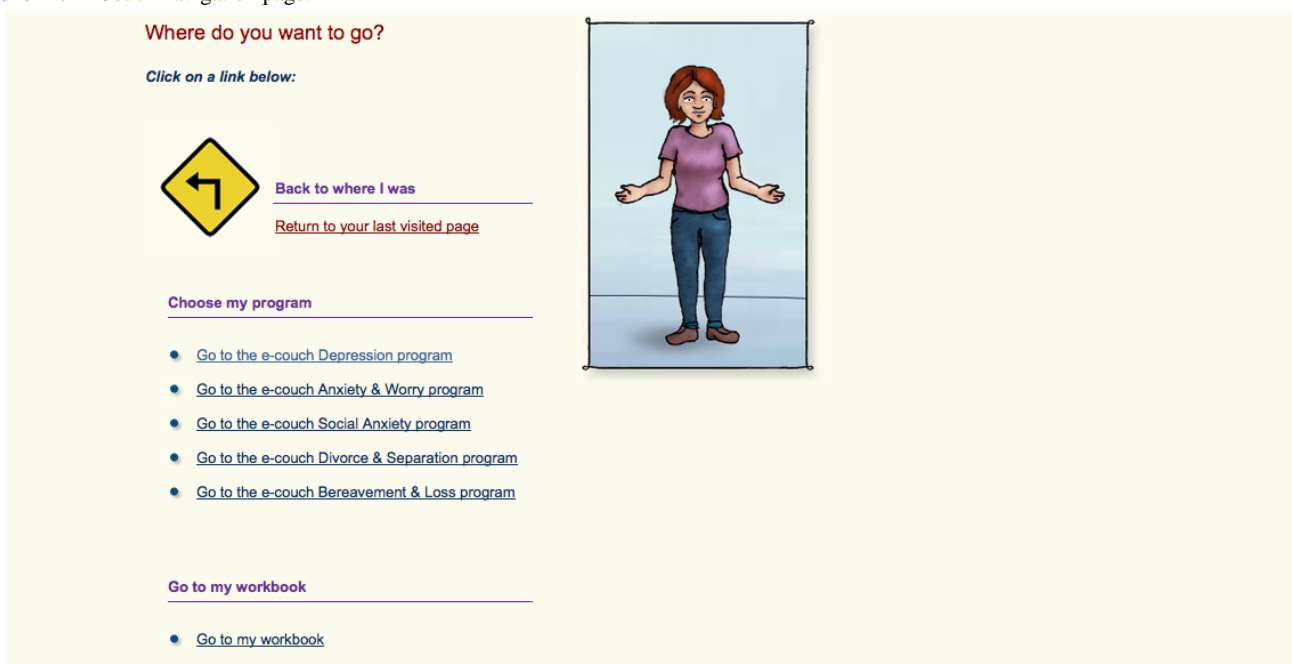 Where do you want to go?
Click on a link below:
Back to where I was
Return to your last visited page
Choose my program
Go to the e-couch Depression program
Go to the e-couch Anxiety & Worry program
Go to the e-couch Social Anxiety program
Go to the e-couch Divorce & Separation program
Go to the e-couch Bereavement & Loss program
Go to my workbook
Go to my workbook